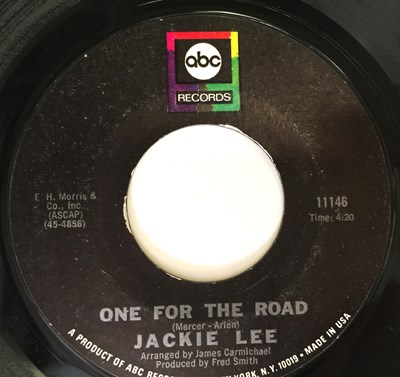 abc
RECORDS
E. H. Morris &
Co., Inc.
(ASCAP)
(45-4856)
11146
Time: 4:20
ONE FOR THE ROAD
(Mercer - Arlen)
JACKIE LEE
Arranged by James Carmichael
Produced by Fred Smith
A PRODUCT OF ABC RECORDS N.Y. 10019 • MADE IN USA